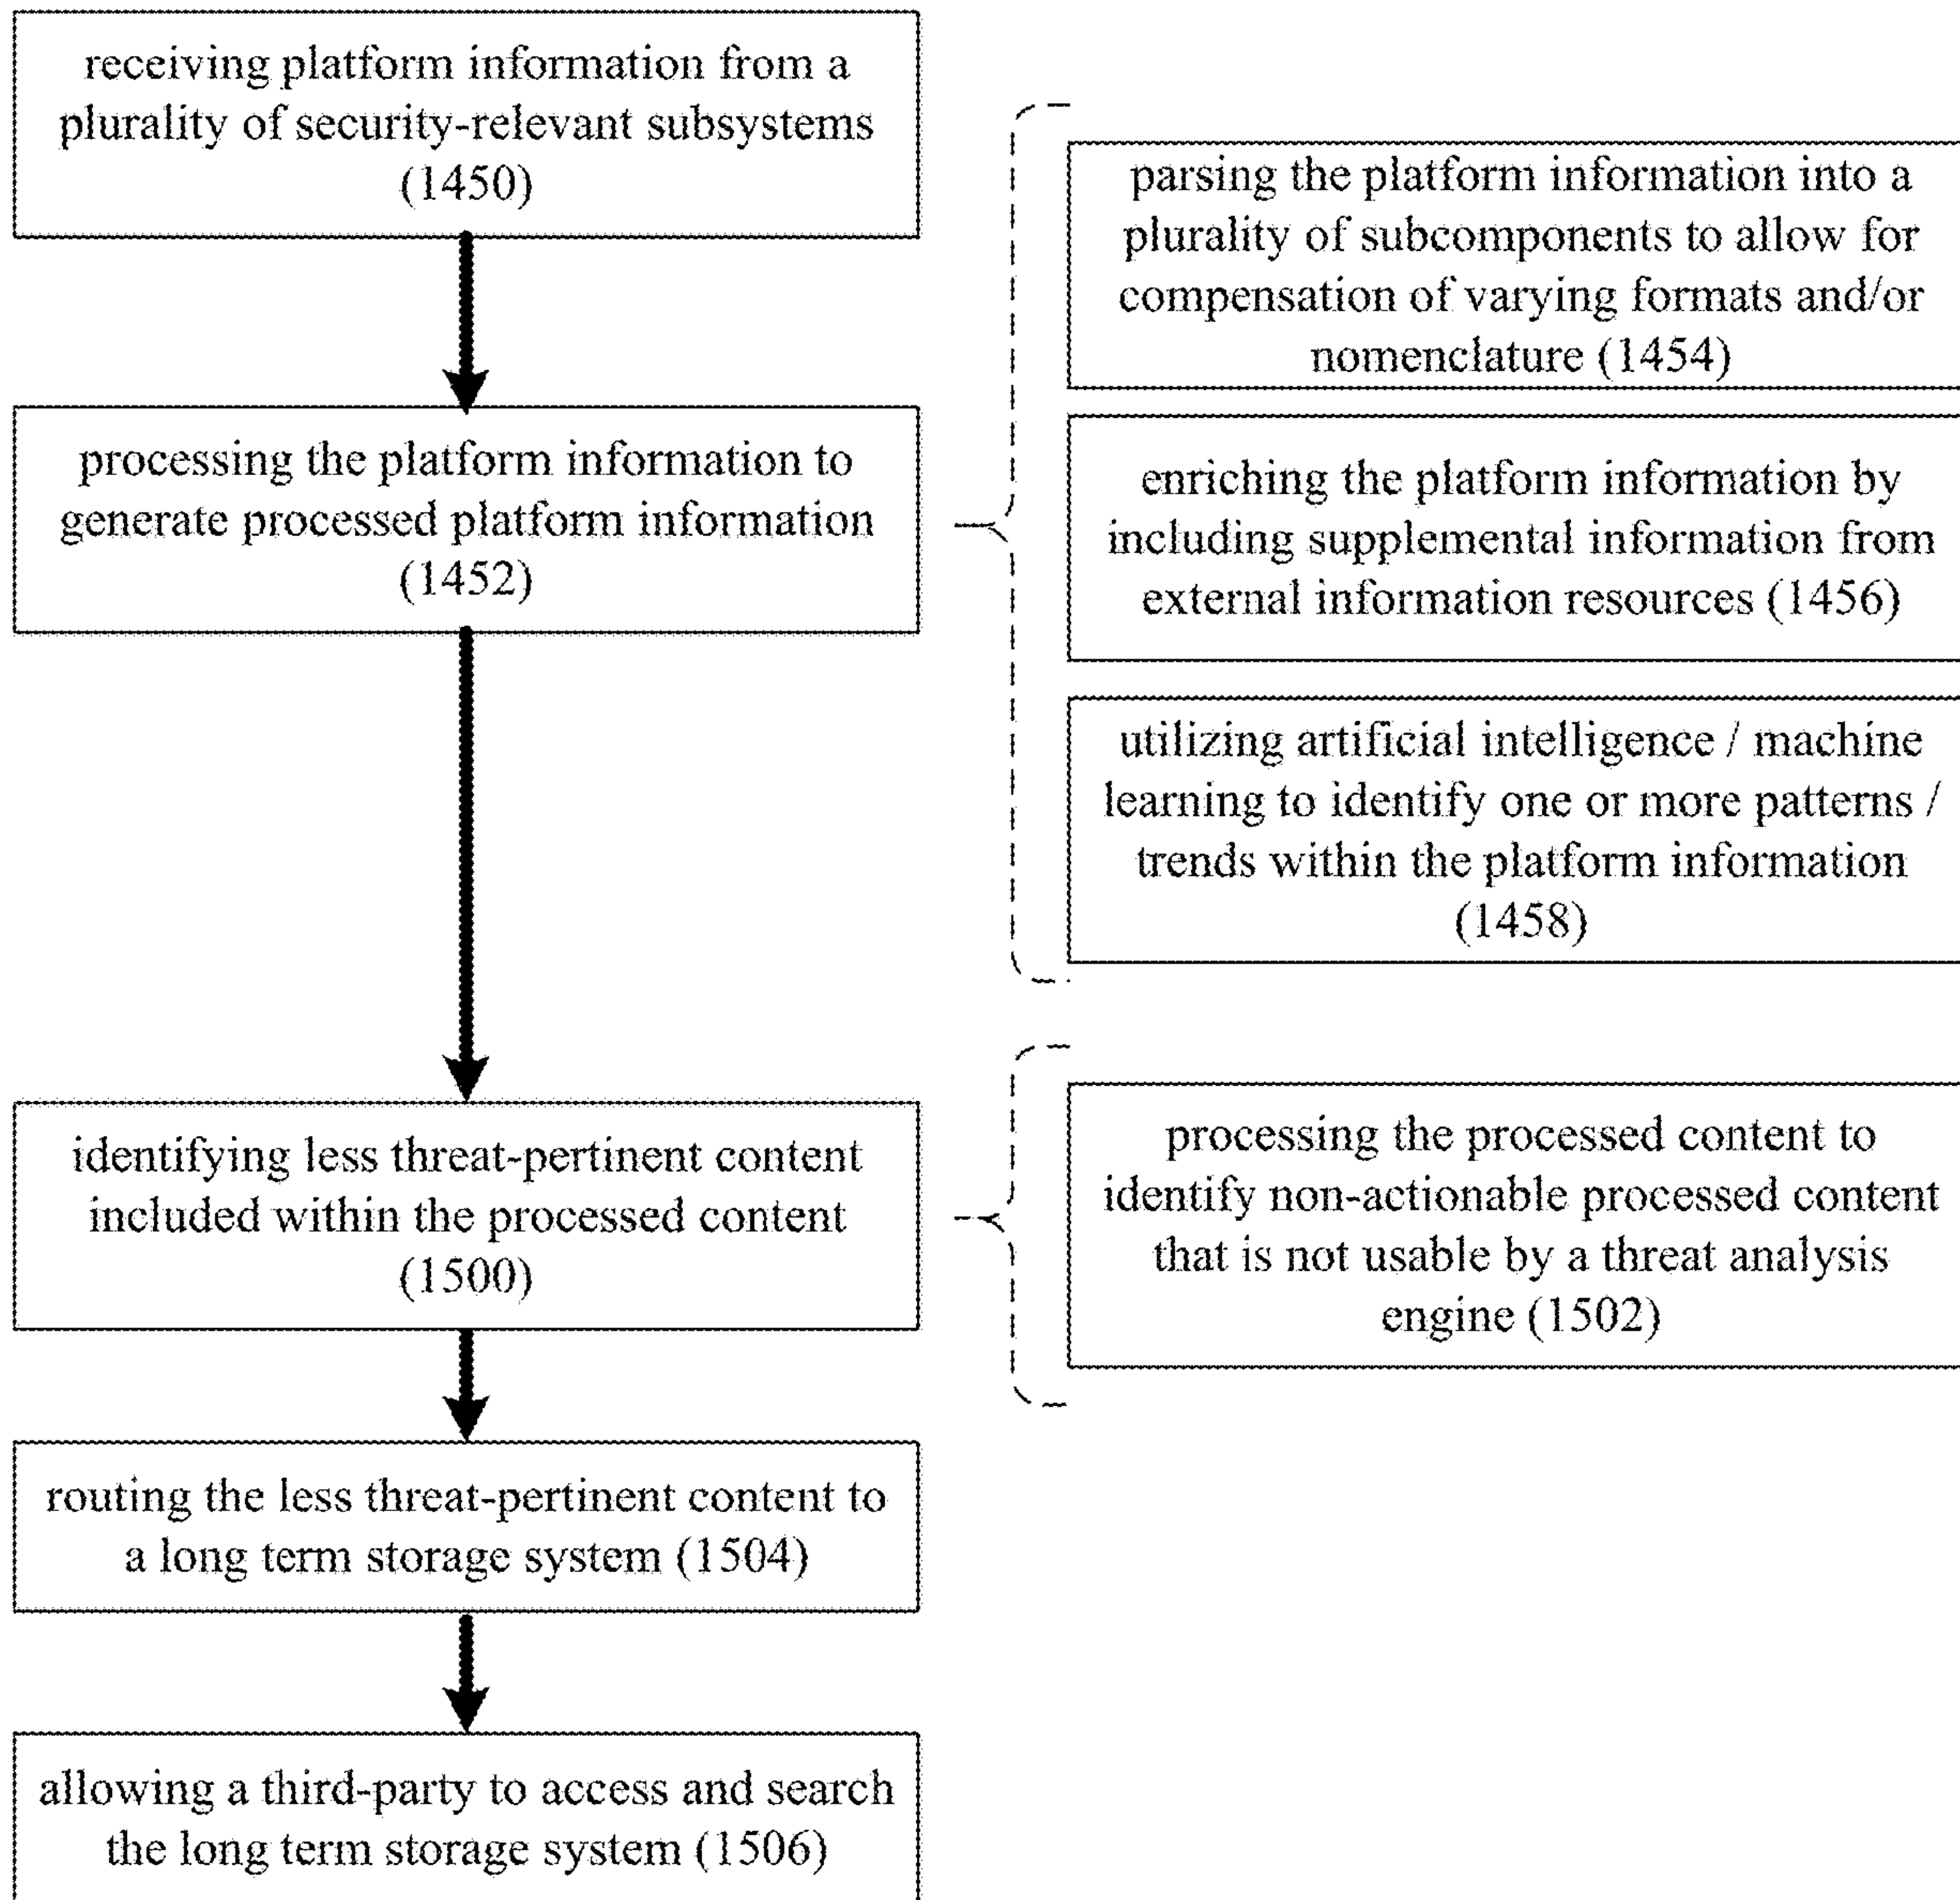 receiving platform information from a
plurality of security-relevant subsystems
(1450)
processing the platform information to
generate processed platform information
(1452)
parsing the platform information into a
plurality of subcomponents to allow for
compensation of varying formats and/or
nomenclature (1454)
enriching the platform information by
including supplemental information from
external information resources (1456)
utilizing artificial intelligence / machine
learning to identify one or more patterns /
trends within the platform information
(1458)
identifying less threat-pertinent content
included within the processed content
(1500)
processing the processed content to
identify non-actionable processed content
that is not usable by a threat analysis
engine (1502)
routing the less threat-pertinent content to
a long term storage system (1504)
allowing a third-party to access and search
the long term storage system (1506)